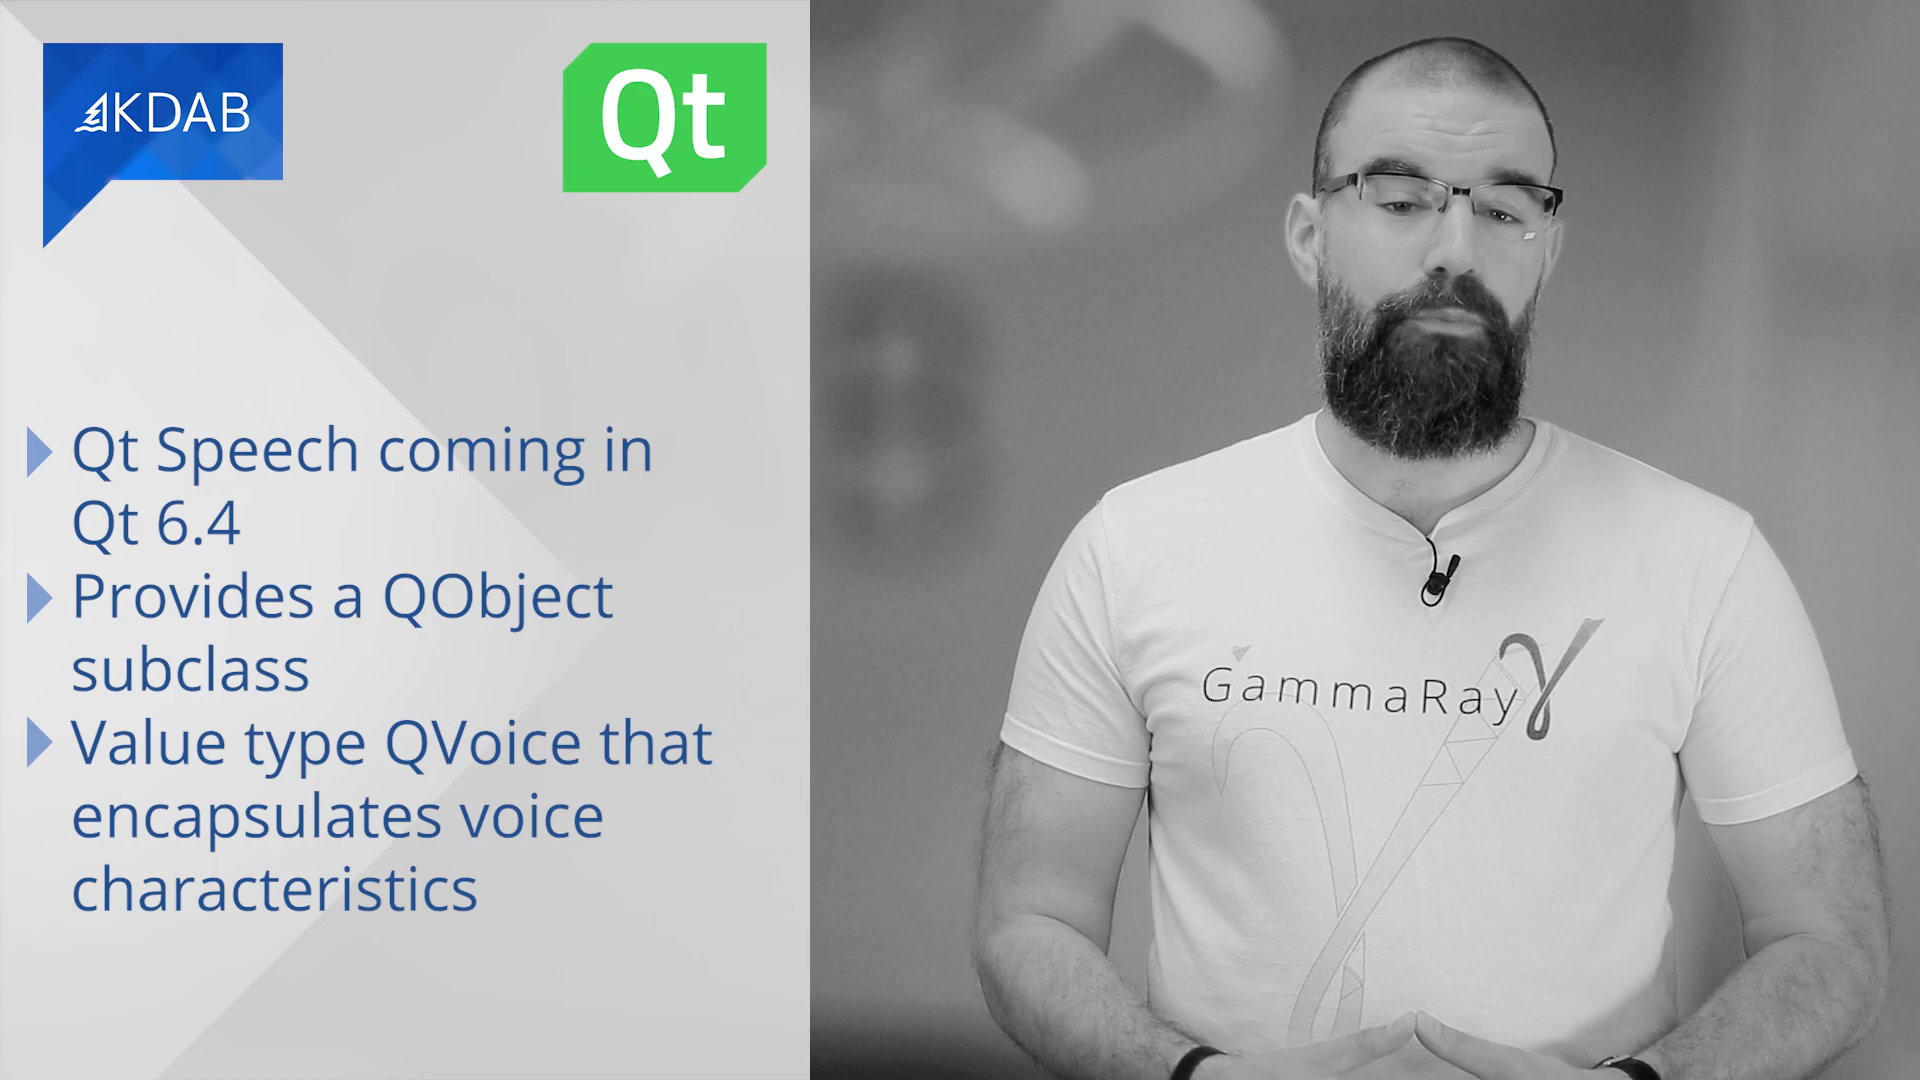 KDAB
Qt
Qt Speech coming in
Qt 6.4
Provides a QObject
subclass
Value type QVoice that
encapsulates voice
characteristics
GammaRay
γ